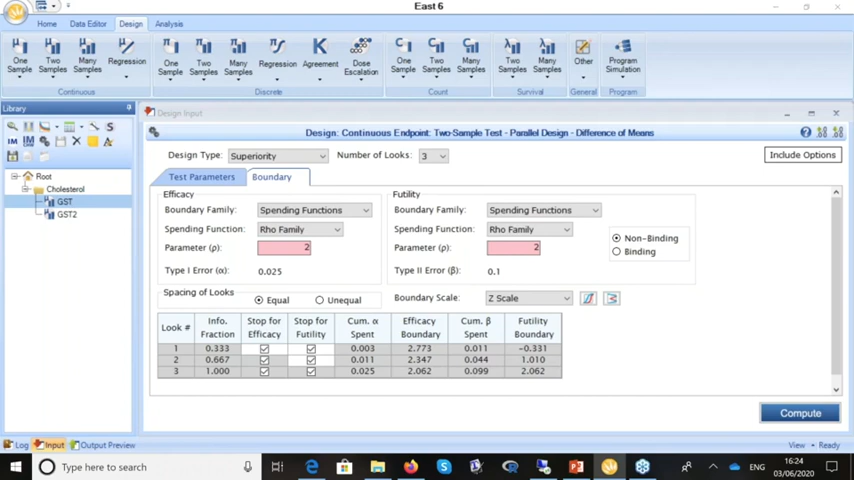 East 6
Home Data Editor Design Analysis
One Sample Two Samples Many Samples Regression One Sample Two Samples Many Samples Regression Agreement Dose Escalation One Sample Two Samples Many Samples Two Samples Many Samples Other Program Simulation
Continuous Discrete Count Survival General Program
Library
Design Input
Design: Continuous Endpoint: Two-Sample Test - Parallel Design - Difference of Means
Design Type: Superiority Number of Looks: 3 Include Options
Root
Cholesterol
GST
GST2
Test Parameters Boundary
Efficacy Futility
Boundary Family: Spending Functions Boundary Family: Spending Functions
Spending Function: Rho Family Spending Function: Rho Family
Parameter (ρ): 2 Parameter (ρ): 2
Type I Error (α): 0.025 Type II Error (β): 0.1
Non-Binding
Binding
Spacing of Looks
Equal Unequal Boundary Scale: Z Scale
Look # Info. Fraction Stop for Efficacy Stop for Futility Cum. α Spent Efficacy Boundary Cum. β Spent Futility Boundary
1 0.333 0.003 2.773 0.011 -0.331
2 0.667 0.011 2.347 0.044 1.010
3 1.000 0.025 2.062 0.099 2.062
Compute
Log Input Output Preview View Ready
Type here to search ENG 16:24
03/06/2020